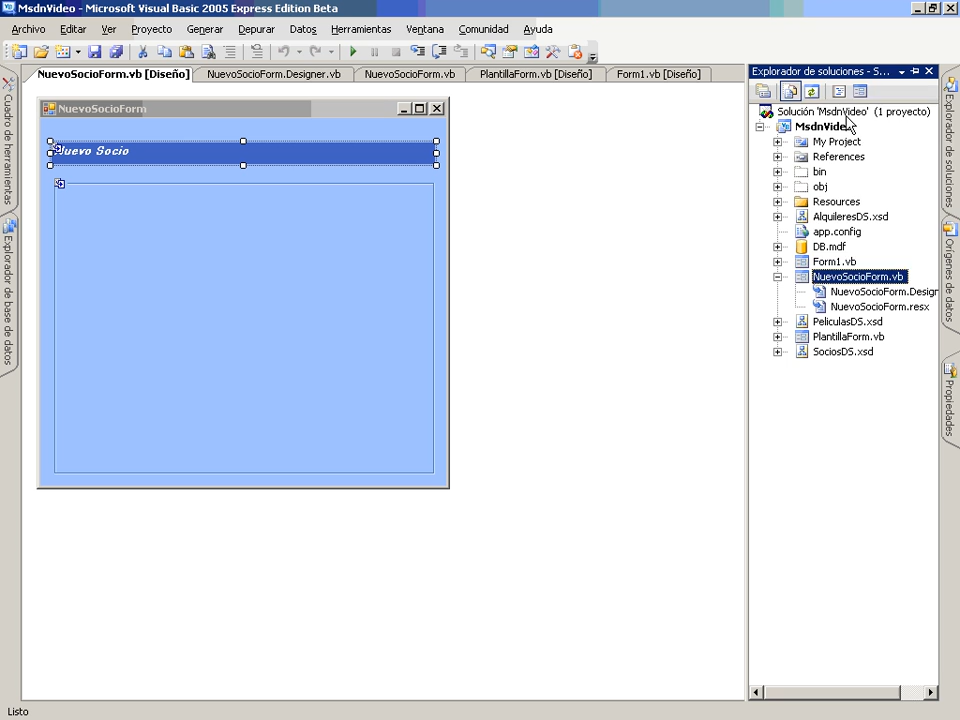 MsdnVideo - Microsoft Visual Basic 2005 Express Edition Beta
Archivo Editar Ver Proyecto Generar Depurar Datos Herramientas Ventana Comunidad Ayuda
NuevoSocioForm.vb [Diseño] NuevoSocioForm.Designer.vb NuevoSocioForm.vb PlantillaForm.vb [Diseño] Form1.vb [Diseño]
Explorador de soluciones - S...
Cuadro de herramientas
Explorador de base de datos
NuevoSocioForm
Nuevo Socio
Solución 'MsdnVideo' (1 proyecto)
MsdnVideo
My Project
References
bin
obj
Resources
AlquileresDS.xsd
app.config
DB.mdf
Form1.vb
NuevoSocioForm.vb
NuevoSocioForm.Design
NuevoSocioForm.resx
PeliculasDS.xsd
PlantillaForm.vb
SociosDS.xsd
Explorador de soluciones
Orígenes de datos
Propiedades
Listo